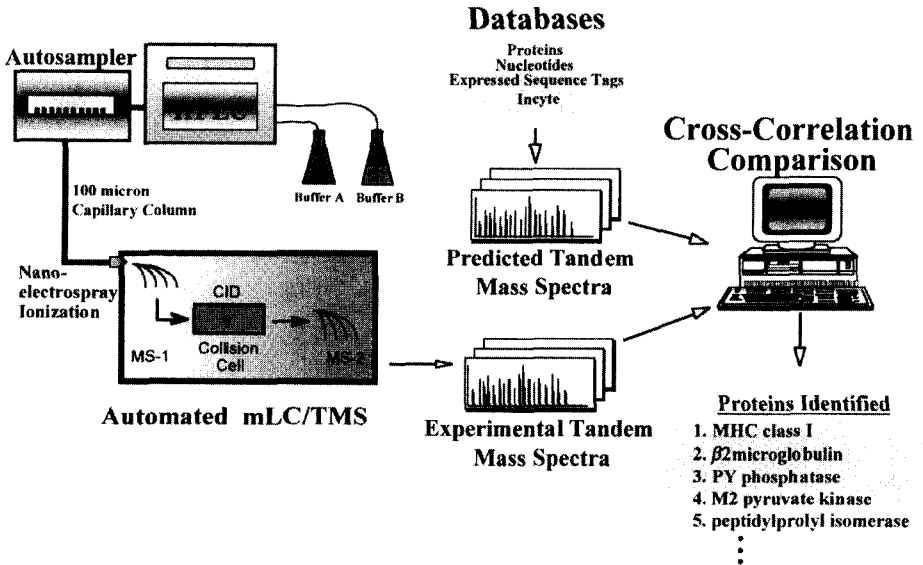 Databases
Proteins
Nucleotides
Expressed Sequence Tags
Incyte
Autosampler
HPLC
Buffer A
Buffer B
100 micron
Capillary Column
Cross-Correlation
Comparison
Predicted Tandem
Mass Spectra
Nano-
electrospray
Ionization
CID
MS-1
Collision
Cell
MS-2
Automated mLC/TMS
Experimental Tandem
Mass Spectra
Proteins Identified
1. MHC class I
2. β2microglobulin
3. PY phosphatase
4. M2 pyruvate kinase
5. peptidylprolyl isomerase